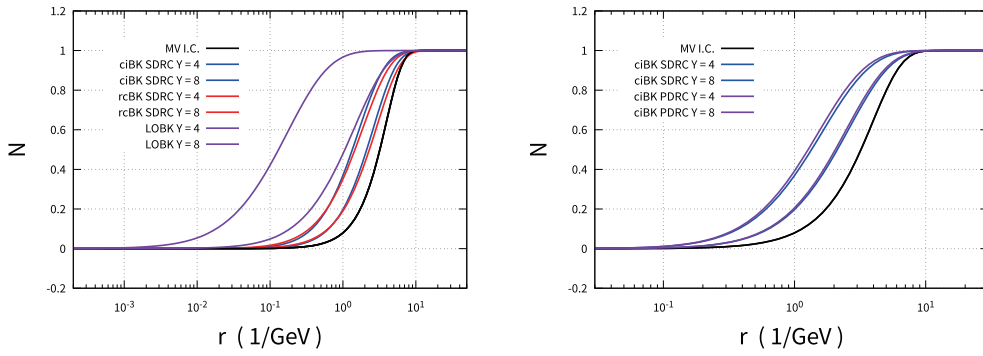 1.2
1
0.8
0.6
0.4
0.2
0
-0.2
N
MV I.C.
ciBK SDRC Y = 4
ciBK SDRC Y = 8
rcBK SDRC Y = 4
rcBK SDRC Y = 8
LOBK Y = 4
LOBK Y = 8
10⁻³ 10⁻² 10⁻¹ 10⁰ 10¹
r ( 1/GeV )
1.2
1
0.8
0.6
0.4
0.2
0
-0.2
N
MV I.C.
ciBK SDRC Y = 4
ciBK SDRC Y = 8
ciBK PDRC Y = 4
ciBK PDRC Y = 8
10⁻¹ 10⁰ 10¹
r ( 1/GeV )